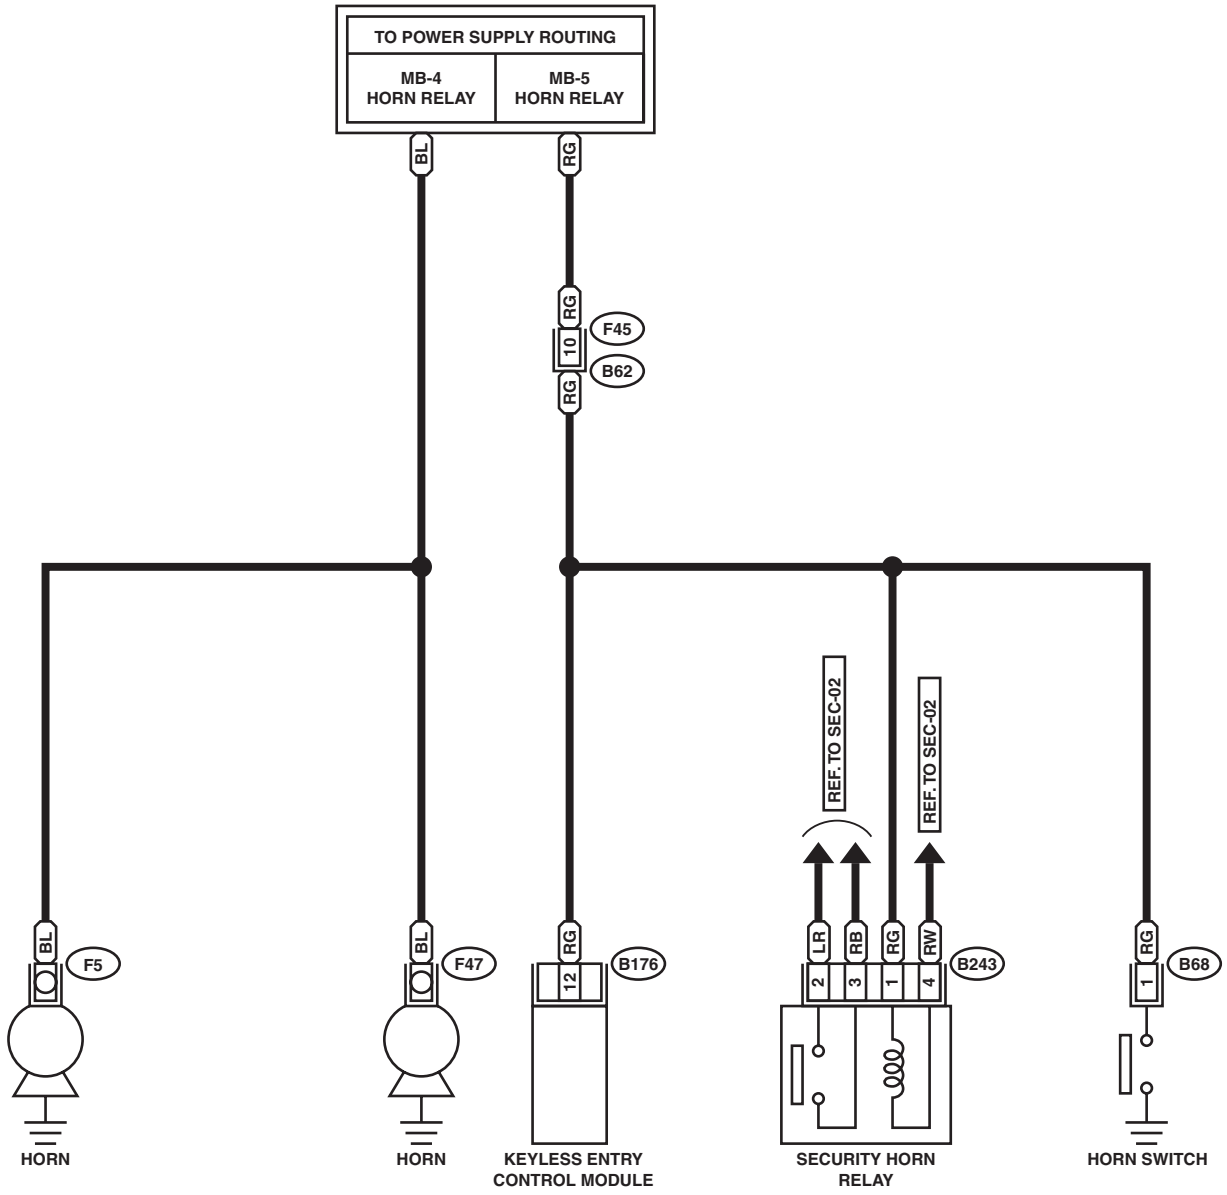 TO POWER SUPPLY ROUTING
MB-4
HORN RELAY
MB-5
HORN RELAY
BL
RG
RG
F45
10
B62
RG
REF. TO SEC-02
REF. TO SEC-02
BL
F5
BL
F47
RG
B176
12
LR
RB
RG
RW
B243
2
3
1
4
RG
B68
1
HORN
HORN
KEYLESS ENTRY
CONTROL MODULE
SECURITY HORN
RELAY
HORN SWITCH